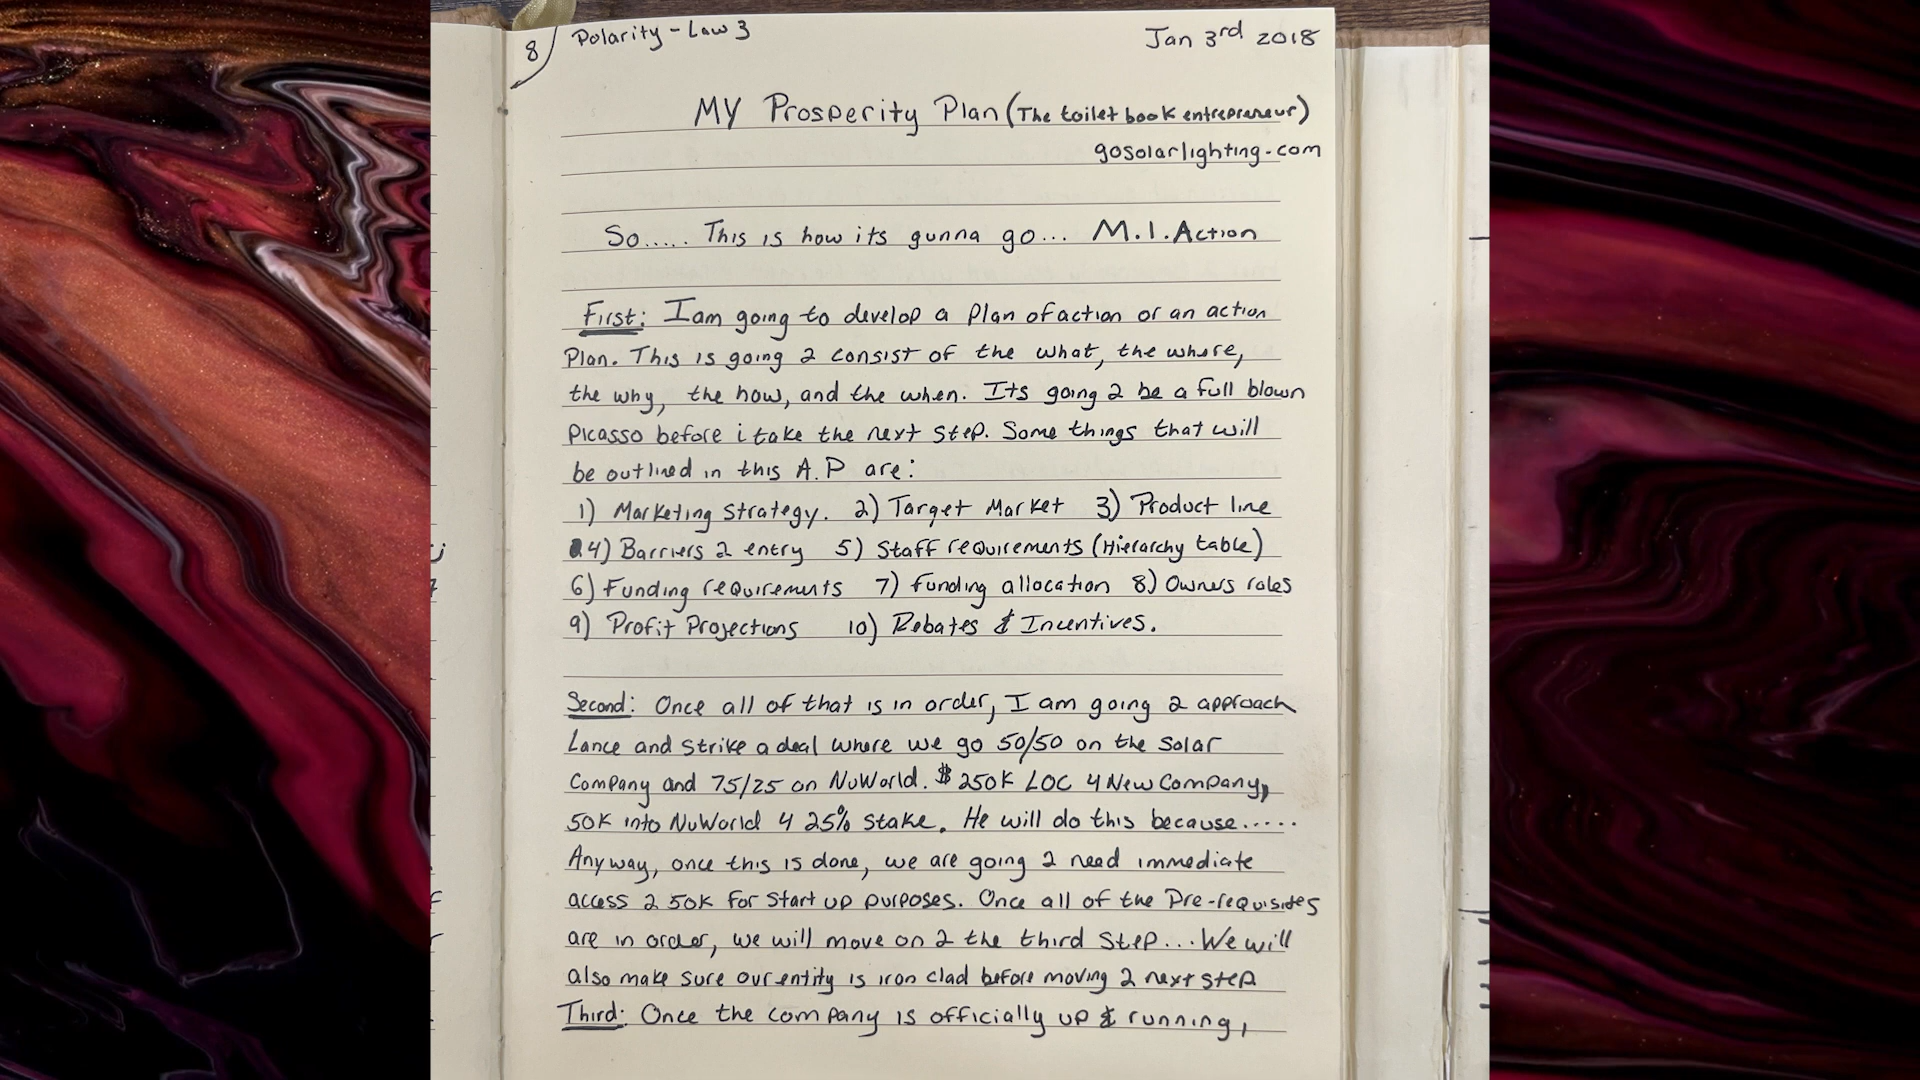 8 Polarity - Law 3 Jan 3rd 2018
MY Prosperity Plan (The toilet book entrepreneur)
gosolarlighting.com
So..... This is how its gunna go... M.I.Action
First: I am going to develop a plan of action or an action
Plan. This is going 2 consist of the what, the where,
the why, the how, and the when. Its going 2 be a full blown
Picasso before i take the next step. Some things that will
be outlined in this A.P are:
1) Marketing Strategy. 2) Target Market 3) Product line
4) Barriers 2 entry 5) Staff requirements (Hierarchy table)
6) Funding requirements 7) funding allocation 8) Owners roles
9) Profit Projections 10) Rebates & Incentives.
Second: Once all of that is in order, I am going 2 approach
Lance and strike a deal where we go 50/50 on the solar
Company and 75/25 on NuWorld. $250K LOC 4 New Company,
50K into NuWorld 4 25% stake. He will do this because.....
Anyway, once this is done, we are going 2 need immediate
access 2 50K for start up purposes. Once all of the Pre-requisites
are in order, we will move on 2 the third step... We will
also make sure our entity is iron clad before moving 2 next step
Third: Once the company is officially up & running,